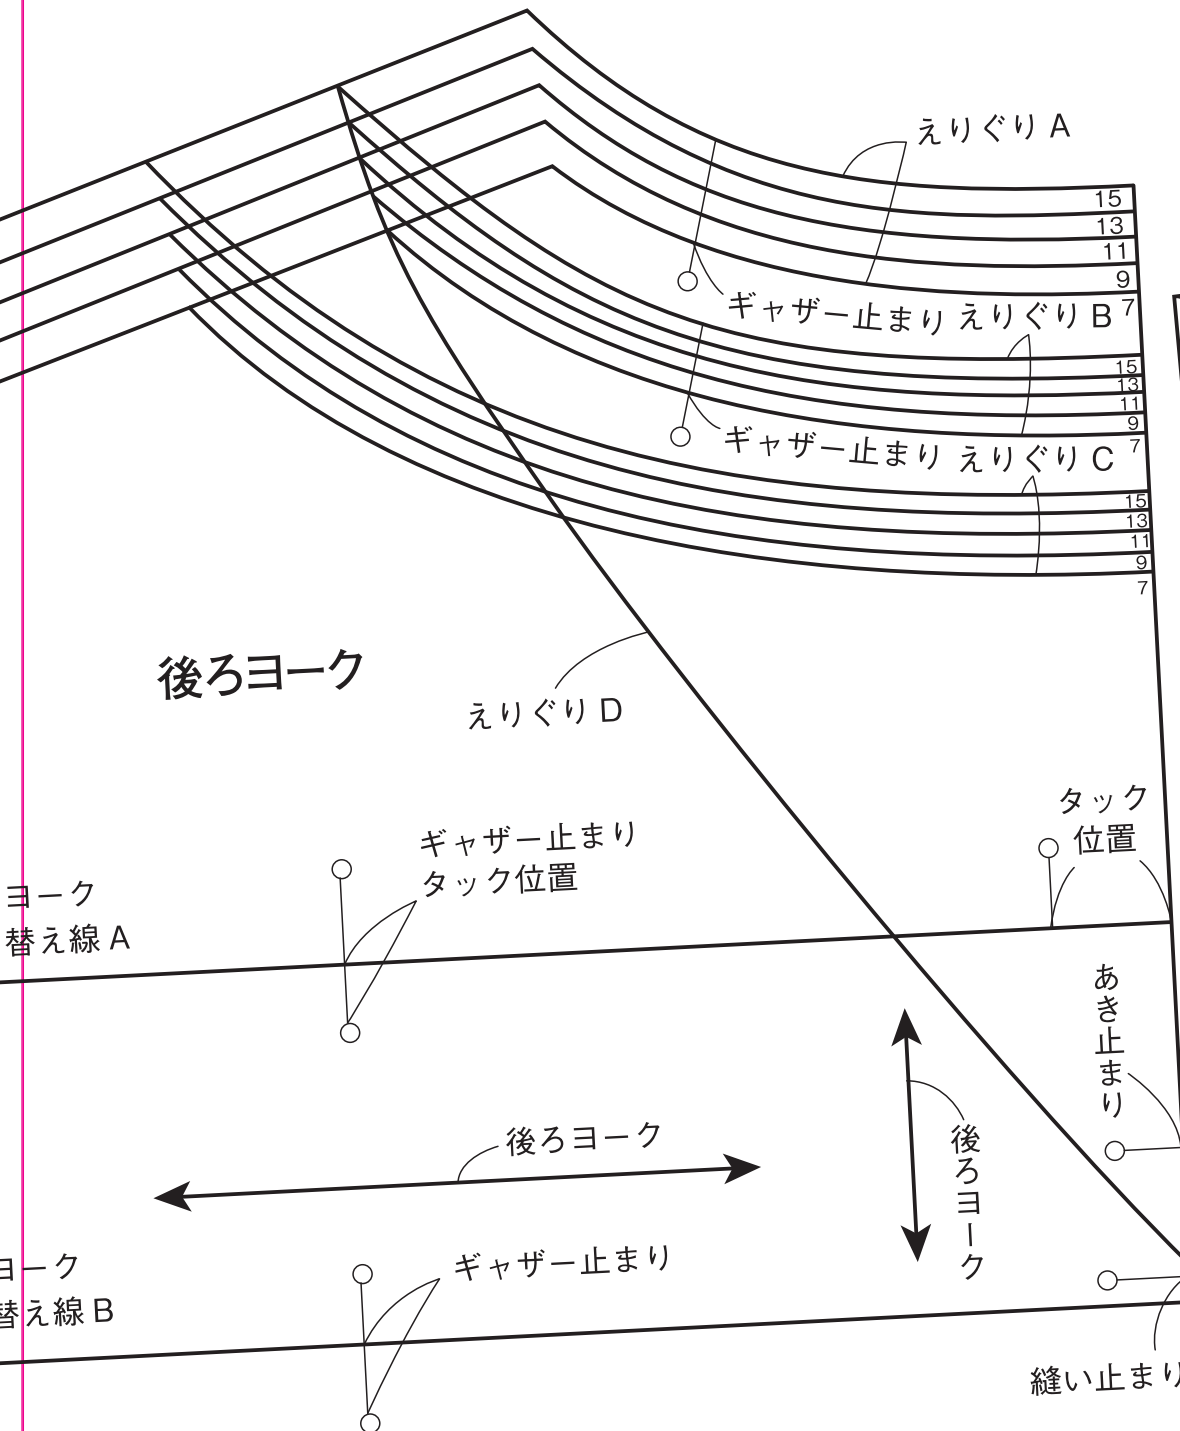 えりぐり A
15
13
11
9
7
ギャザー止まり
えりぐり B
15
13
11
9
7
ギャザー止まり
えりぐり C
15
13
11
9
7
後ろヨーク
えりぐり D
タック
位置
ギャザー止まり
タック位置
ヨーク
替え線 A
あき止まり
後ろヨーク
後ろヨーク
ギャザー止まり
ヨーク
替え線 B
縫い止まり